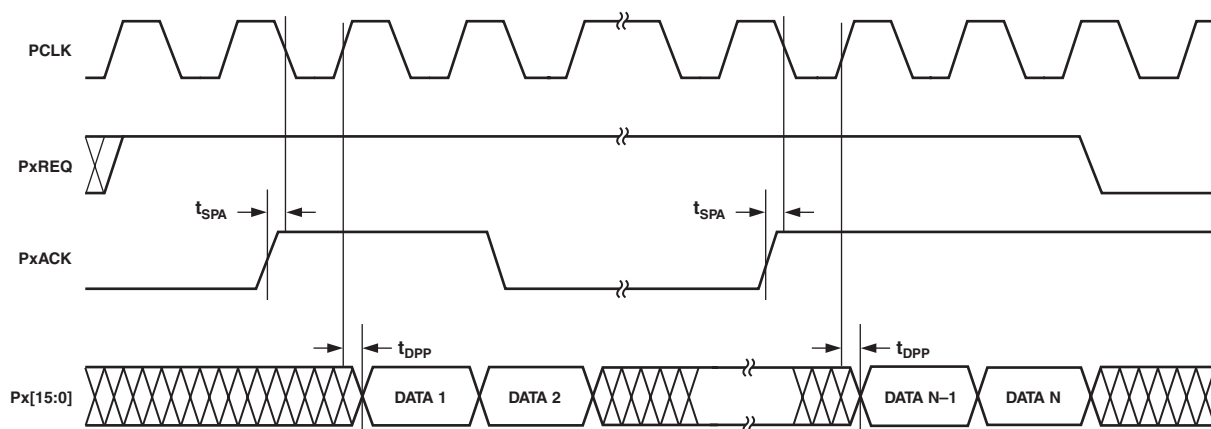 PCLK
PxREQ
tSPA
tSPA
PxACK
tDPP
tDPP
Px[15:0]
DATA 1
DATA 2
DATA N–1
DATA N